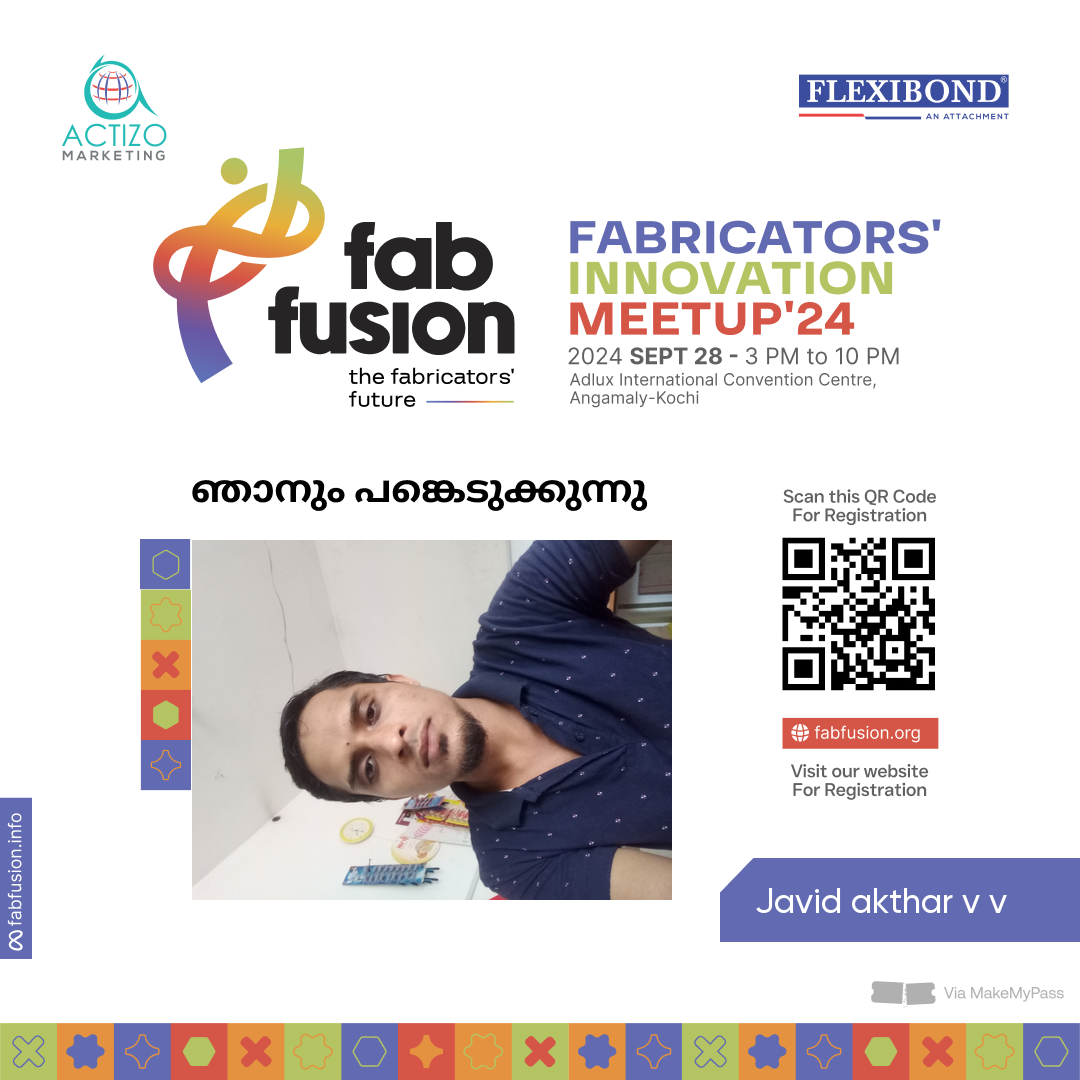 ACTIZO
MARKETING
FLEXIBOND®
AN ATTACHMENT
fab
fusion
the fabricators'
future
FABRICATORS'
INNOVATION
MEETUP'24
2024 SEPT 28 - 3 PM to 10 PM
Adlux International Convention Centre,
Angamaly-Kochi
ഞാനും പങ്കെടുക്കുന്നു
Scan this QR Code
For Registration
fabfusion.org
Visit our website
For Registration
fabfusion.info
Javid akthar v v
Via MakeMyPass